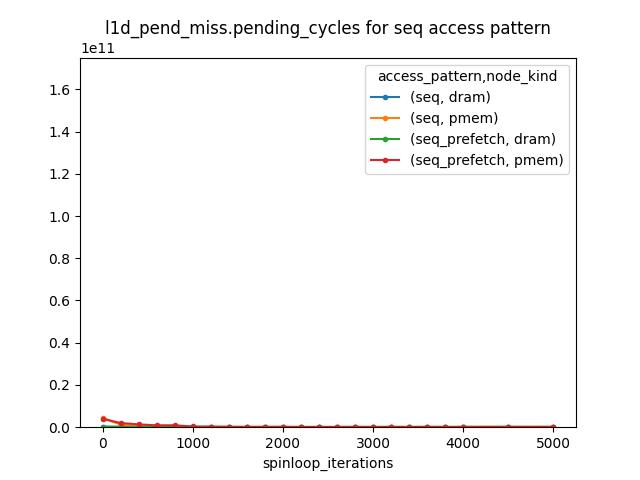 l1d_pend_miss.pending_cycles for seq access pattern
1e11
access_pattern,node_kind
(seq, dram)
(seq, pmem)
(seq_prefetch, dram)
(seq_prefetch, pmem)
1.6
1.4
1.2
1.0
0.8
0.6
0.4
0.2
0.0
0 1000 2000 3000 4000 5000
spinloop_iterations